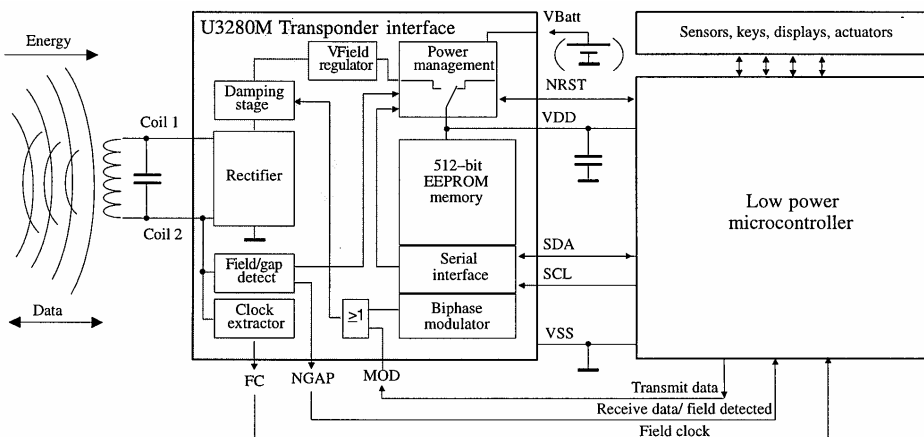 U3280M Transponder interface
Energy
VField
regulator
Power
management
VBatt
Sensors, keys, displays, actuators
Damping
stage
NRST
Coil 1
VDD
Rectifier
512–bit
EEPROM
memory
Low power
microcontroller
Coil 2
SDA
Field/gap
detect
Serial
interface
SCL
Data
Clock
extractor
≥1
Biphase
modulator
VSS
FC
NGAP
MOD
Transmit data
Receive data/ field detected
Field clock